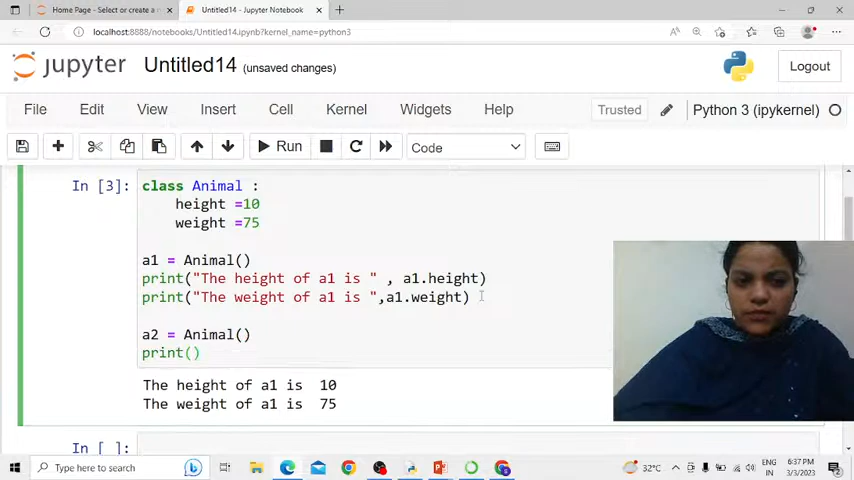 Home Page - Select or create a n
Untitled14 - Jupyter Notebook
localhost:8888/notebooks/Untitled14.ipynb?kernel_name=python3
jupyter Untitled14 (unsaved changes)
Logout
File Edit View Insert Cell Kernel Widgets Help
Trusted
Python 3 (ipykernel)
Run
Code
In [3]: class Animal :
height =10
weight =75
a1 = Animal()
print("The height of a1 is " , a1.height)
print("The weight of a1 is ",a1.weight)
a2 = Animal()
print()
The height of a1 is  10
The weight of a1 is  75
In [ ]
Type here to search
32°C
ENG
IN
6:37 PM
3/3/2023
2